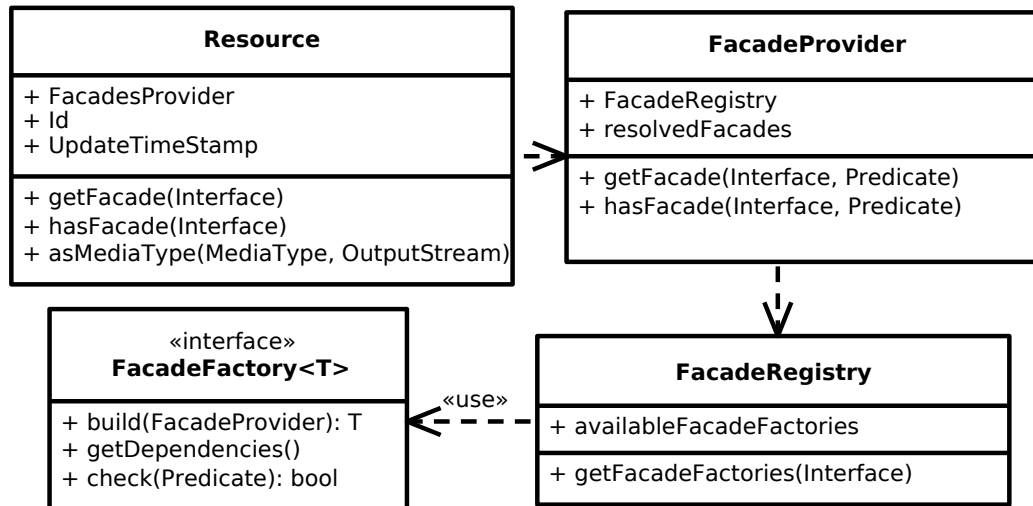 Resource
+ FacadesProvider
+ Id
+ UpdateTimeStamp
+ getFacade(Interface)
+ hasFacade(Interface)
+ asMediaType(MediaType, OutputStream)
FacadeProvider
+ FacadeRegistry
+ resolvedFacades
+ getFacade(Interface, Predicate)
+ hasFacade(Interface, Predicate)
«interface»
FacadeFactory<T>
+ build(FacadeProvider): T
+ getDependencies()
+ check(Predicate): bool
«use»
FacadeRegistry
+ availableFacadeFactories
+ getFacadeFactories(Interface)